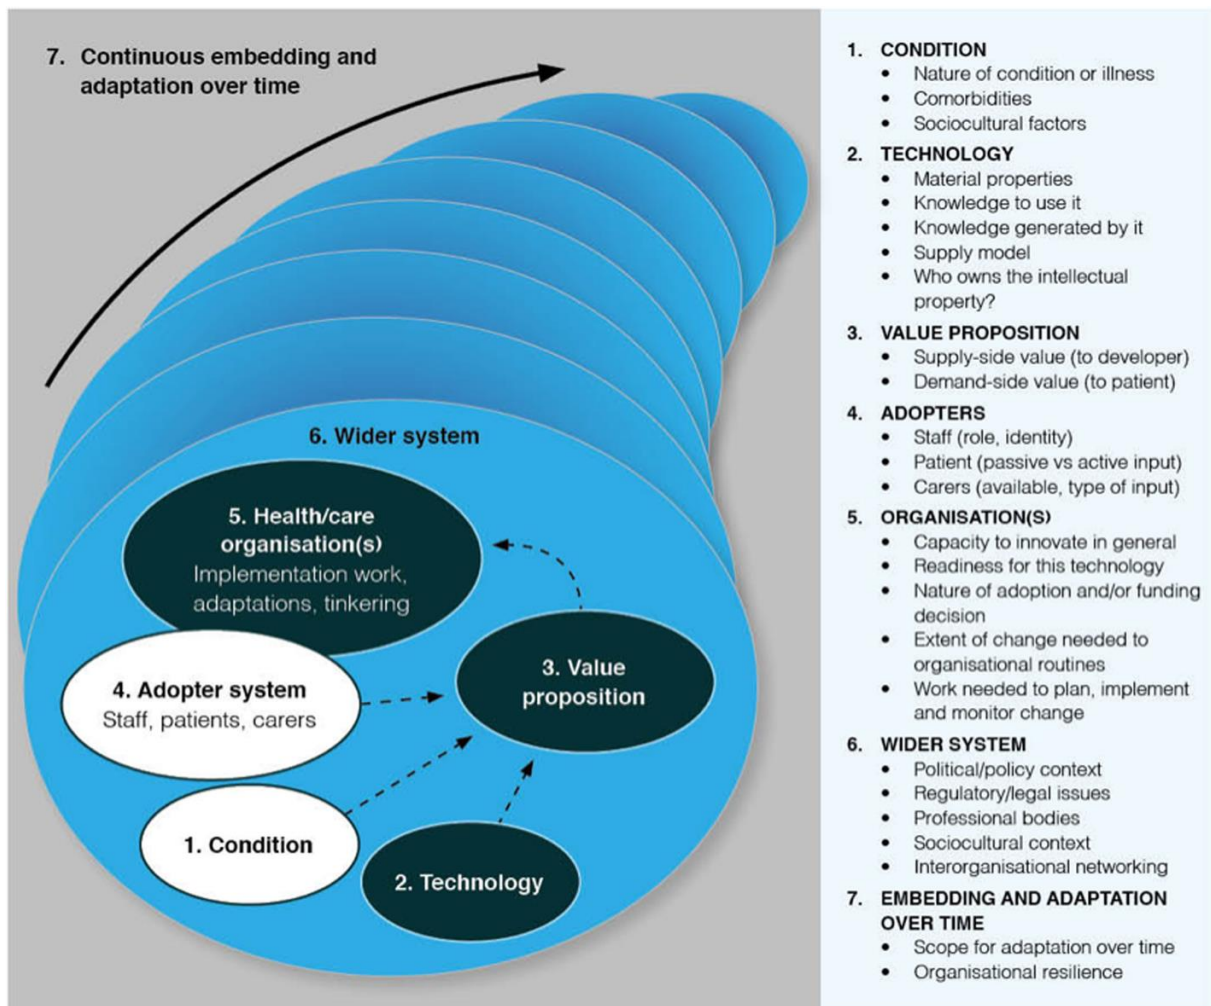 7. Continuous embedding and
adaptation over time
6. Wider system
5. Health/care
organisation(s)
Implementation work,
adaptations, tinkering
3. Value
proposition
4. Adopter system
Staff, patients, carers
1. Condition
2. Technology
1. CONDITION
• Nature of condition or illness
• Comorbidities
• Sociocultural factors
2. TECHNOLOGY
• Material properties
• Knowledge to use it
• Knowledge generated by it
• Supply model
• Who owns the intellectual
property?
3. VALUE PROPOSITION
• Supply-side value (to developer)
• Demand-side value (to patient)
4. ADOPTERS
• Staff (role, identity)
• Patient (passive vs active input)
• Carers (available, type of input)
5. ORGANISATION(S)
• Capacity to innovate in general
• Readiness for this technology
• Nature of adoption and/or funding
decision
• Extent of change needed to
organisational routines
• Work needed to plan, implement
and monitor change
6. WIDER SYSTEM
• Political/policy context
• Regulatory/legal issues
• Professional bodies
• Sociocultural context
• Interorganisational networking
7. EMBEDDING AND ADAPTATION
OVER TIME
• Scope for adaptation over time
• Organisational resilience